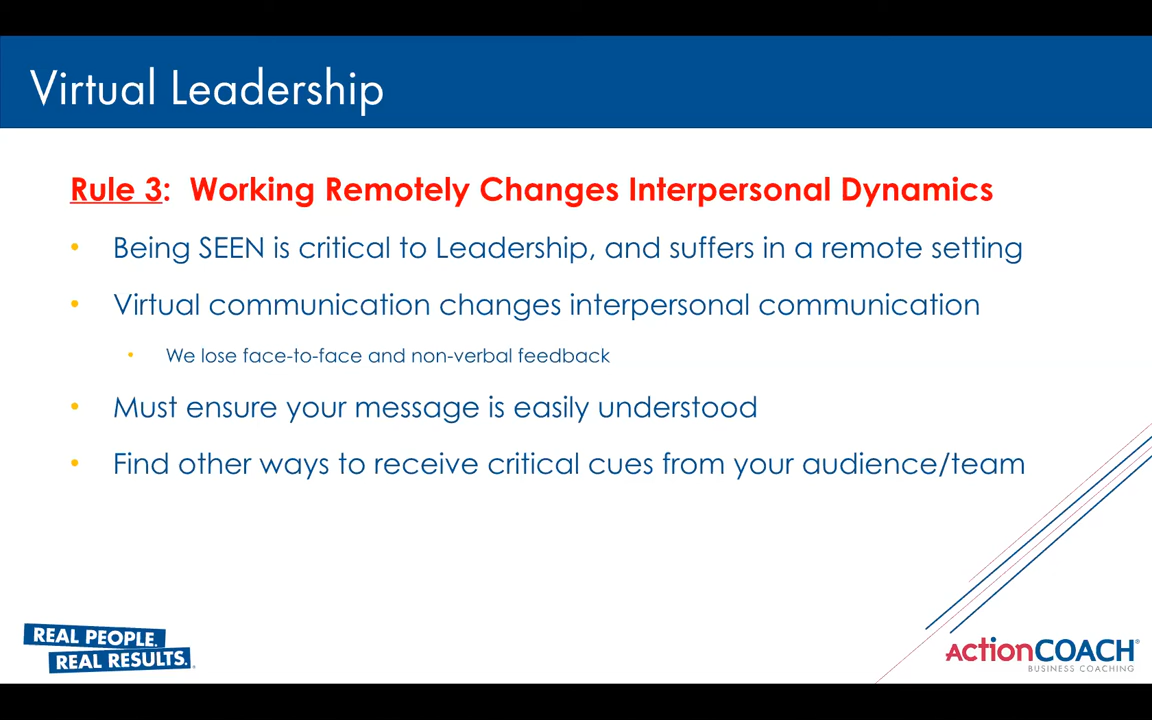 Virtual Leadership
Rule 3: Working Remotely Changes Interpersonal Dynamics
• Being SEEN is critical to Leadership, and suffers in a remote setting
• Virtual communication changes interpersonal communication
• We lose face-to-face and non-verbal feedback
• Must ensure your message is easily understood
• Find other ways to receive critical cues from your audience/team
REAL PEOPLE.
REAL RESULTS.
ActionCOACH®
BUSINESS COACHING